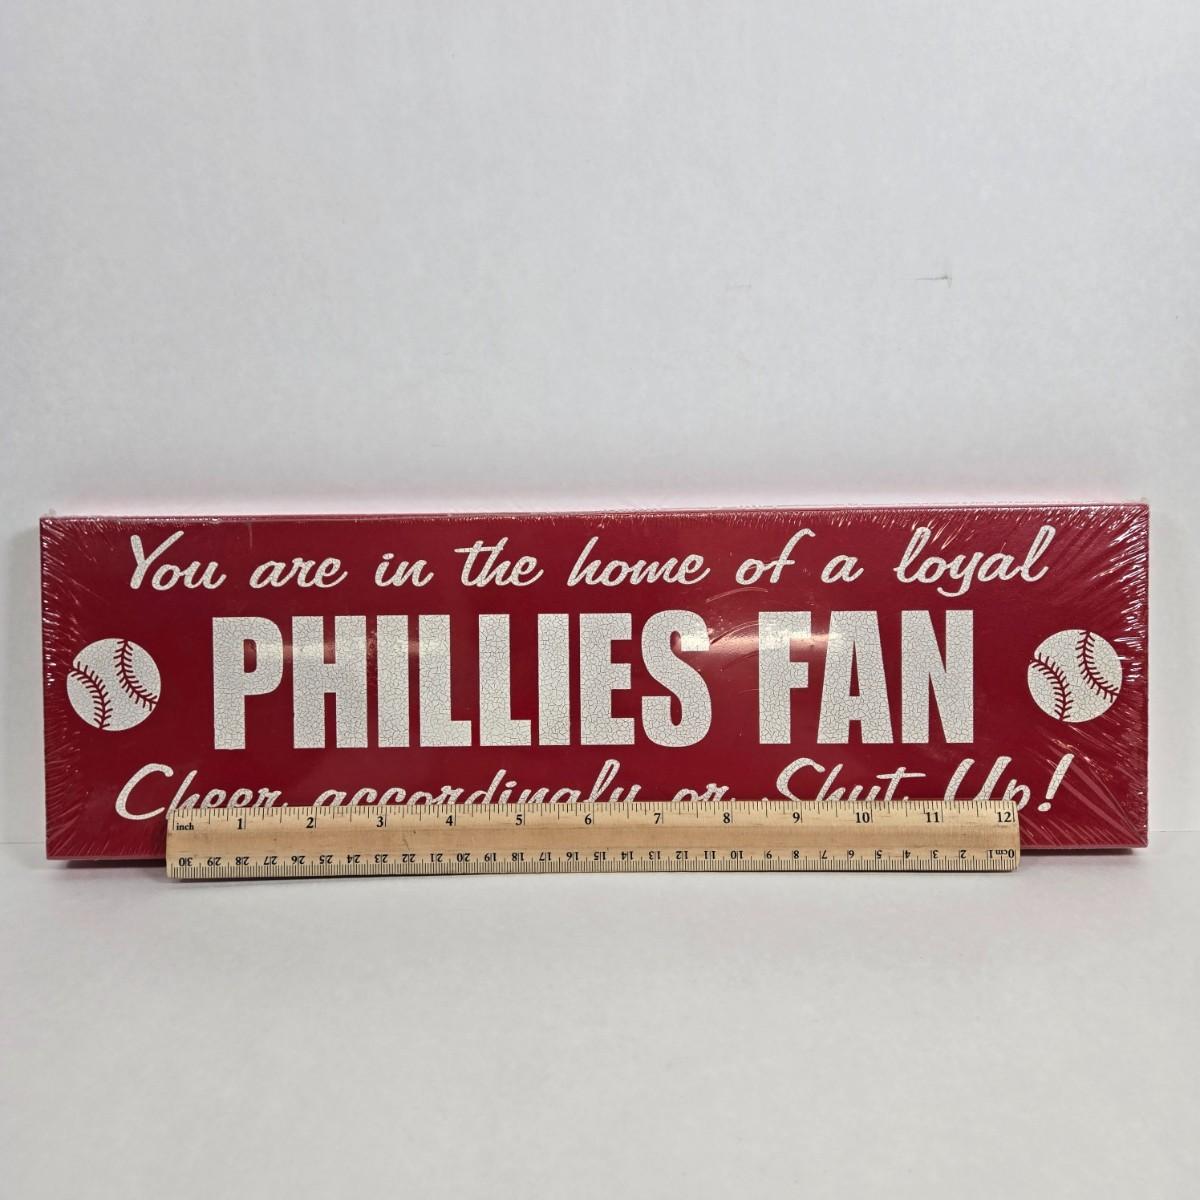 You are in the home of a loyal
PHILLIES FAN
Cheer accordingly or Shut Up!
inch 1 2 3 4 5 6 7 8 9 10 11 12
30 29 28 27 26 25 24 23 22 21 20 19 18 17 16 15 14 13 12 11 10 9 8 7 6 5 4 3 2 1 cm 0